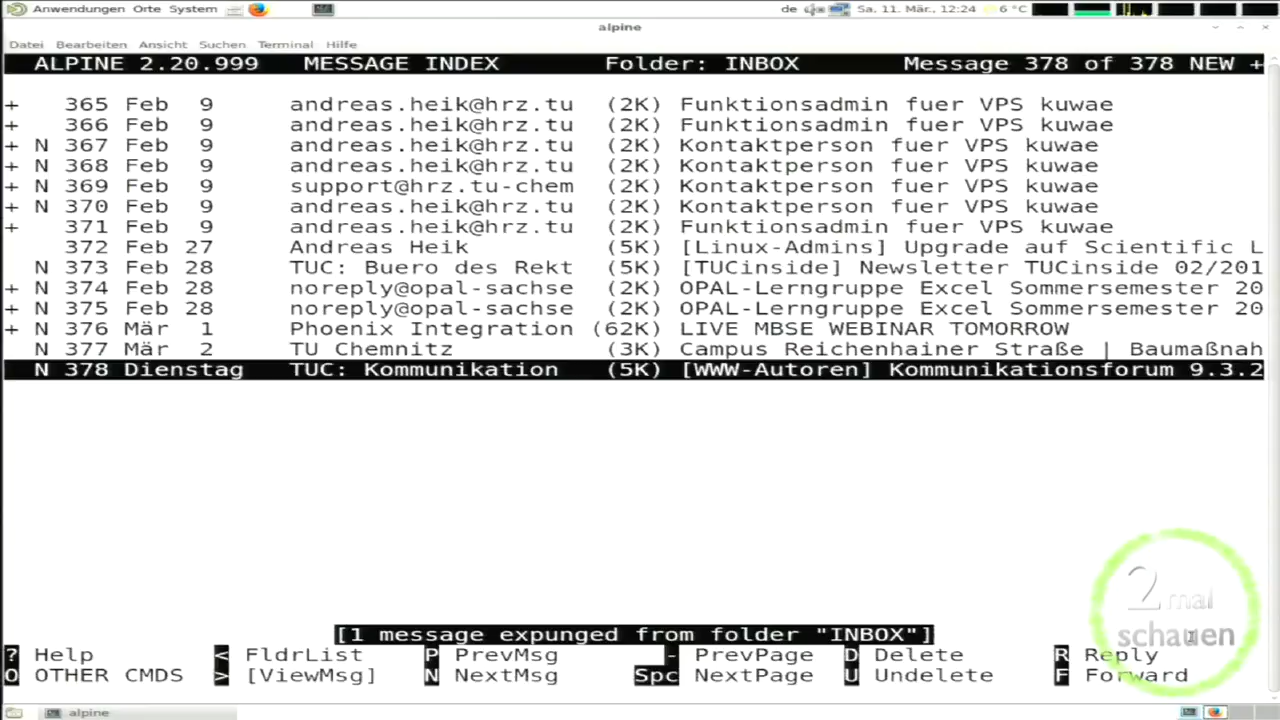 Anwendungen Orte System de Sa. 11. Mär., 12:24 6 °C
alpine
Datei Bearbeiten Ansicht Suchen Terminal Hilfe
ALPINE 2.20.999 MESSAGE INDEX Folder: INBOX Message 378 of 378 NEW +
+ 365 Feb 9 andreas.heik@hrz.tu (2K) Funktionsadmin fuer VPS kuwae
+ 366 Feb 9 andreas.heik@hrz.tu (2K) Funktionsadmin fuer VPS kuwae
+ N 367 Feb 9 andreas.heik@hrz.tu (2K) Kontaktperson fuer VPS kuwae
+ N 368 Feb 9 andreas.heik@hrz.tu (2K) Kontaktperson fuer VPS kuwae
+ N 369 Feb 9 support@hrz.tu-chem (2K) Kontaktperson fuer VPS kuwae
+ N 370 Feb 9 andreas.heik@hrz.tu (2K) Kontaktperson fuer VPS kuwae
+ 371 Feb 9 andreas.heik@hrz.tu (2K) Funktionsadmin fuer VPS kuwae
372 Feb 27 Andreas Heik (5K) [Linux-Admins] Upgrade auf Scientific L
N 373 Feb 28 TUC: Buero des Rekt (5K) [TUCinside] Newsletter TUCinside 02/201
+ N 374 Feb 28 noreply@opal-sachse (2K) OPAL-Lerngruppe Excel Sommersemester 20
+ N 375 Feb 28 noreply@opal-sachse (2K) OPAL-Lerngruppe Excel Sommersemester 20
+ N 376 Mär 1 Phoenix Integration (62K) LIVE MBSE WEBINAR TOMORROW
N 377 Mär 2 TU Chemnitz (3K) Campus Reichenhainer Straße | Baumaßnah
N 378 Dienstag TUC: Kommunikation (5K) [WWW-Autoren] Kommunikationsforum 9.3.2
2 mal
schauen
[1 message expunged from folder "INBOX"]
? Help < FldrList P PrevMsg - PrevPage D Delete R Reply
O OTHER CMDS > [ViewMsg] N NextMsg Spc NextPage U Undelete F Forward
alpine